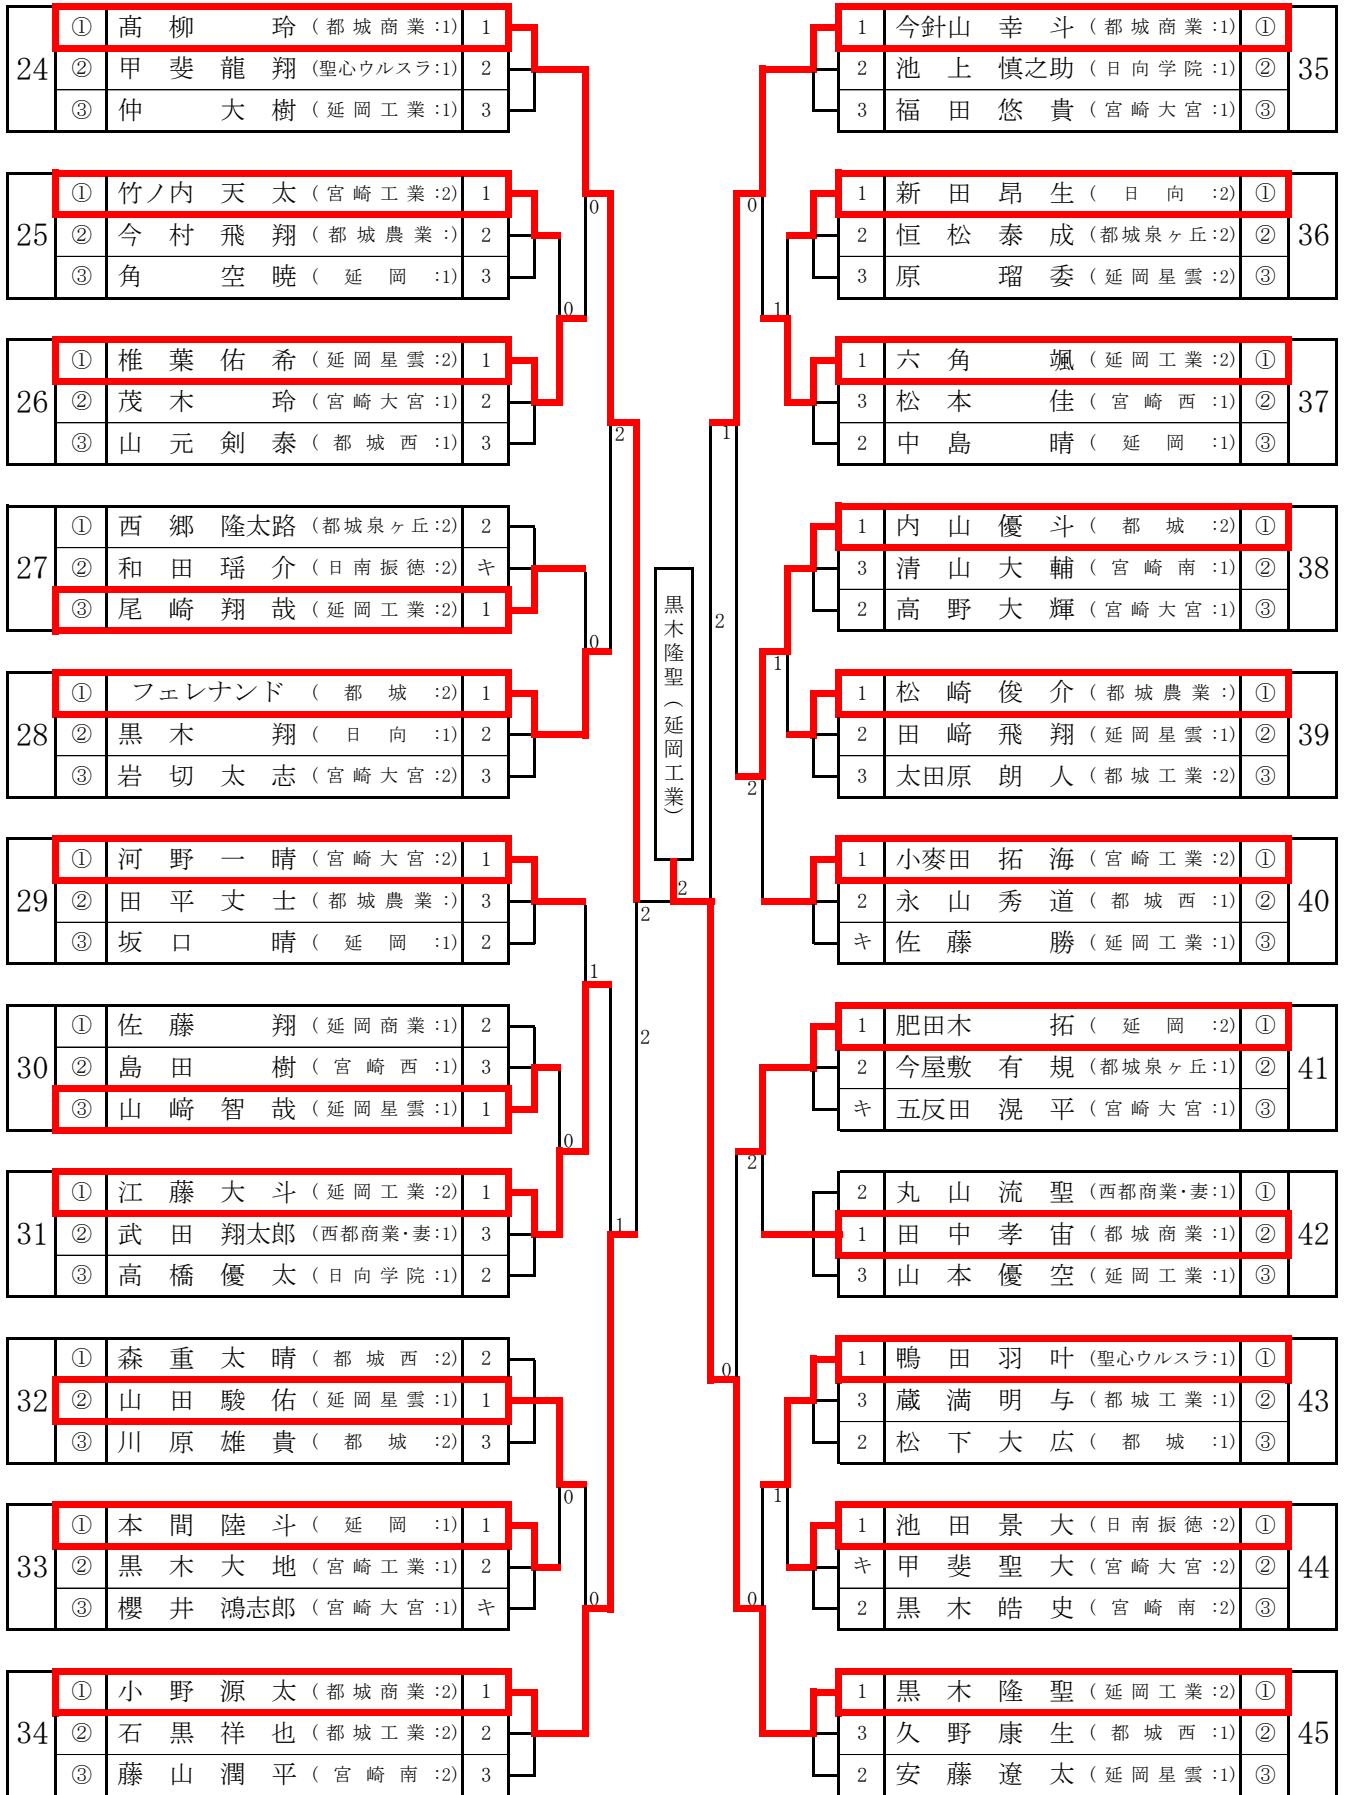 24
① 髙柳 玲 (都城商業:1) 1
② 甲斐龍翔 (聖心ウルスラ:1) 2
③ 仲 大樹 (延岡工業:1) 3
25
① 竹ノ内天太 (宮崎工業:2) 1
② 今村飛翔 (都城農業:) 2
③ 角 空暁 (延岡:1) 3
0
0
26
① 椎葉佑希 (延岡星雲:2) 1
② 茂木 玲 (宮崎大宮:1) 2
③ 山元剣泰 (都城西:1) 3
2
27
① 西郷隆太路 (都城泉ヶ丘:2) 2
② 和田瑶介 (日南振徳:2) キ
③ 尾崎翔哉 (延岡工業:2) 1
0
28
① フェレナンド (都城:2) 1
② 黒木 翔 (日向:1) 2
③ 岩切太志 (宮崎大宮:2) 3
29
① 河野一晴 (宮崎大宮:2) 1
② 田平丈士 (都城農業:) 3
③ 坂口 晴 (延岡:1) 2
2
1
30
① 佐藤 翔 (延岡商業:1) 2
② 島田 樹 (宮崎西:1) 3
③ 山﨑智哉 (延岡星雲:1) 1
2
0
31
① 江藤大斗 (延岡工業:2) 1
② 武田翔太郎 (西都商業・妻:1) 3
③ 高橋優太 (日向学院:1) 2
1
32
① 森重太晴 (都城西:2) 2
② 山田駿佑 (延岡星雲:1) 1
③ 川原雄貴 (都城:2) 3
0
33
① 本間陸斗 (延岡:1) 1
② 黒木大地 (宮崎工業:1) 2
③ 櫻井鴻志郎 (宮崎大宮:1) キ
0
34
① 小野源太 (都城商業:2) 1
② 石黒祥也 (都城工業:2) 2
③ 藤山潤平 (宮崎南:2) 3
黒木隆聖(延岡工業)
2
2
35
1 今針山幸斗 (都城商業:1) ①
2 池上慎之助 (日向学院:1) ②
3 福田悠貴 (宮崎大宮:1) ③
0
36
1 新田昂生 (日向:2) ①
2 恒松泰成 (都城泉ヶ丘:2) ②
3 原 瑠委 (延岡星雲:2) ③
1
37
1 六角 颯 (延岡工業:2) ①
3 松本 佳 (宮崎西:1) ②
2 中島 晴 (延岡:1) ③
1
38
1 内山優斗 (都城:2) ①
3 清山大輔 (宮崎南:1) ②
2 高野大輝 (宮崎大宮:1) ③
1
39
1 松崎俊介 (都城農業:) ①
2 田﨑飛翔 (延岡星雲:1) ②
3 太田原朗人 (都城工業:2) ③
2
40
1 小麥田拓海 (宮崎工業:2) ①
2 永山秀道 (都城西:1) ②
キ 佐藤 勝 (延岡工業:1) ③
41
1 肥田木 拓 (延岡:2) ①
2 今屋敷有規 (都城泉ヶ丘:1) ②
キ 五反田滉平 (宮崎大宮:1) ③
2
42
2 丸山流聖 (西都商業・妻:1) ①
1 田中孝宙 (都城商業:1) ②
3 山本優空 (延岡工業:1) ③
0
43
1 鴨田羽叶 (聖心ウルスラ:1) ①
3 蔵満明与 (都城工業:1) ②
2 松下大広 (都城:1) ③
1
44
1 池田景大 (日南振徳:2) ①
キ 甲斐聖大 (宮崎大宮:2) ②
2 黒木皓史 (宮崎南:2) ③
0
45
1 黒木隆聖 (延岡工業:2) ①
3 久野康生 (都城西:1) ②
2 安藤遼太 (延岡星雲:1) ③